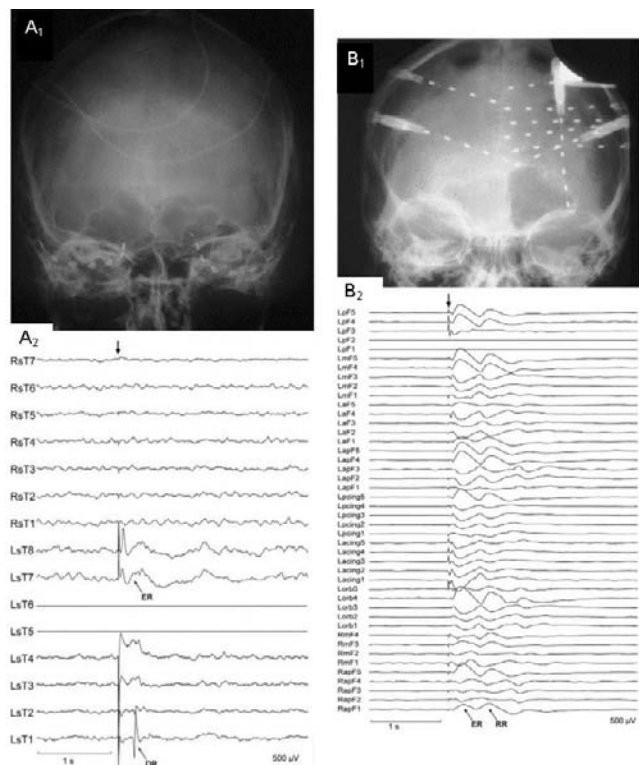 A1
A2
RsT7
RsT6
RsT5
RsT4
RsT3
RsT2
RsT1
LsT8
LsT7
ER
LsT6
LsT5
LsT4
LsT3
LsT2
LsT1
DR
1 s
500 µV
B1
B2
LpF5
LpF4
LpF3
LpF2
LpF1
LmF5
LmF4
LmF3
LmF2
LmF1
LaF5
LaF4
LaF3
LaF2
LaF1
LapF4
LapF3
LapF2
LapF1
Lpcing4
Lpcing3
Lpcing2
Lpcing1
Lacing5
Lacing4
Lacing3
Lacing2
Lacing1
Lorb4
Lorb3
Lorb2
Lorb1
RmF4
RmF3
RmF2
RmF1
RapF5
RapF4
RapF3
RapF2
RapF1
ER
RR
1 s
500 µV